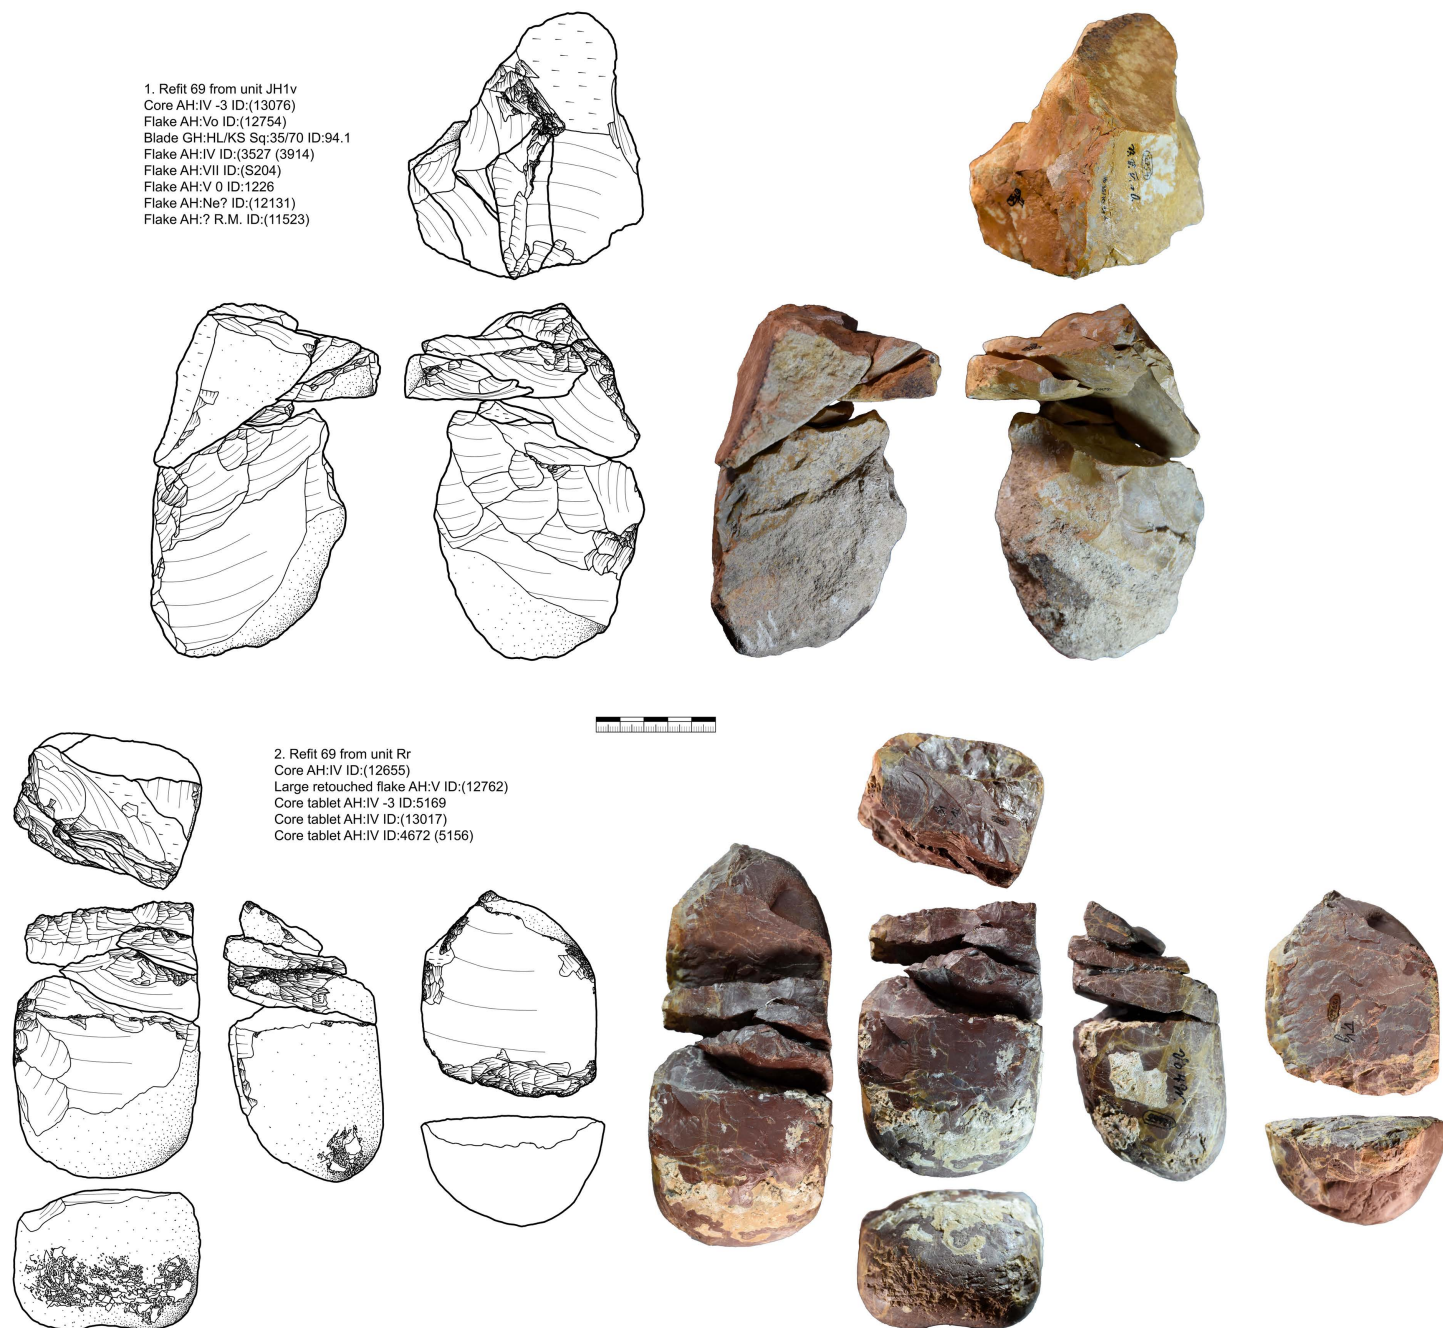 1. Refit 69 from unit JH1v
Core AH:IV -3 ID:(13076)
Flake AH:Vo ID:(12754)
Blade GH:HL/KS Sq:35/70 ID:94.1
Flake AH:IV ID:(3527 (3914)
Flake AH:VII ID:(S204)
Flake AH:V 0 ID:1226
Flake AH:Ne? ID:(12131)
Flake AH:? R.M. ID:(11523)
2. Refit 69 from unit Rr
Core AH:IV ID:(12655)
Large retouched flake AH:V ID:(12762)
Core tablet AH:IV -3 ID:5169
Core tablet AH:IV ID:(13017)
Core tablet AH:IV ID:4672 (5156)